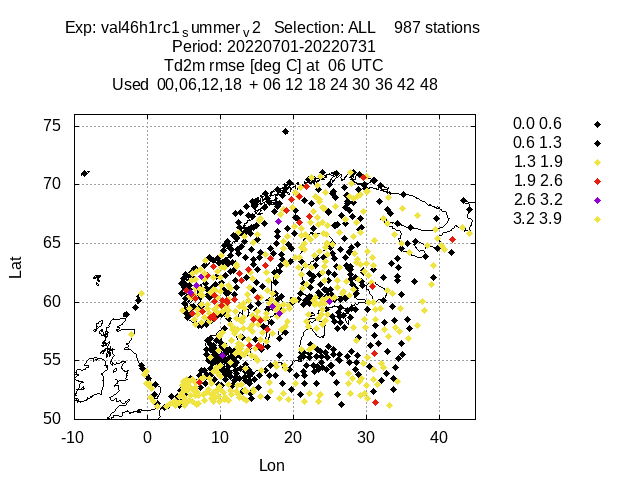 Exp: val46h1rc1summerv2 Selection: ALL 987 stations
Period: 20220701-20220731
Td2m rmse [deg C] at 06 UTC
Used 00,06,12,18 + 06 12 18 24 30 36 42 48
0.0 0.6
0.6 1.3
1.3 1.9
1.9 2.6
2.6 3.2
3.2 3.9
Lat
75
70
65
60
55
50
-10 0 10 20 30 40
Lon